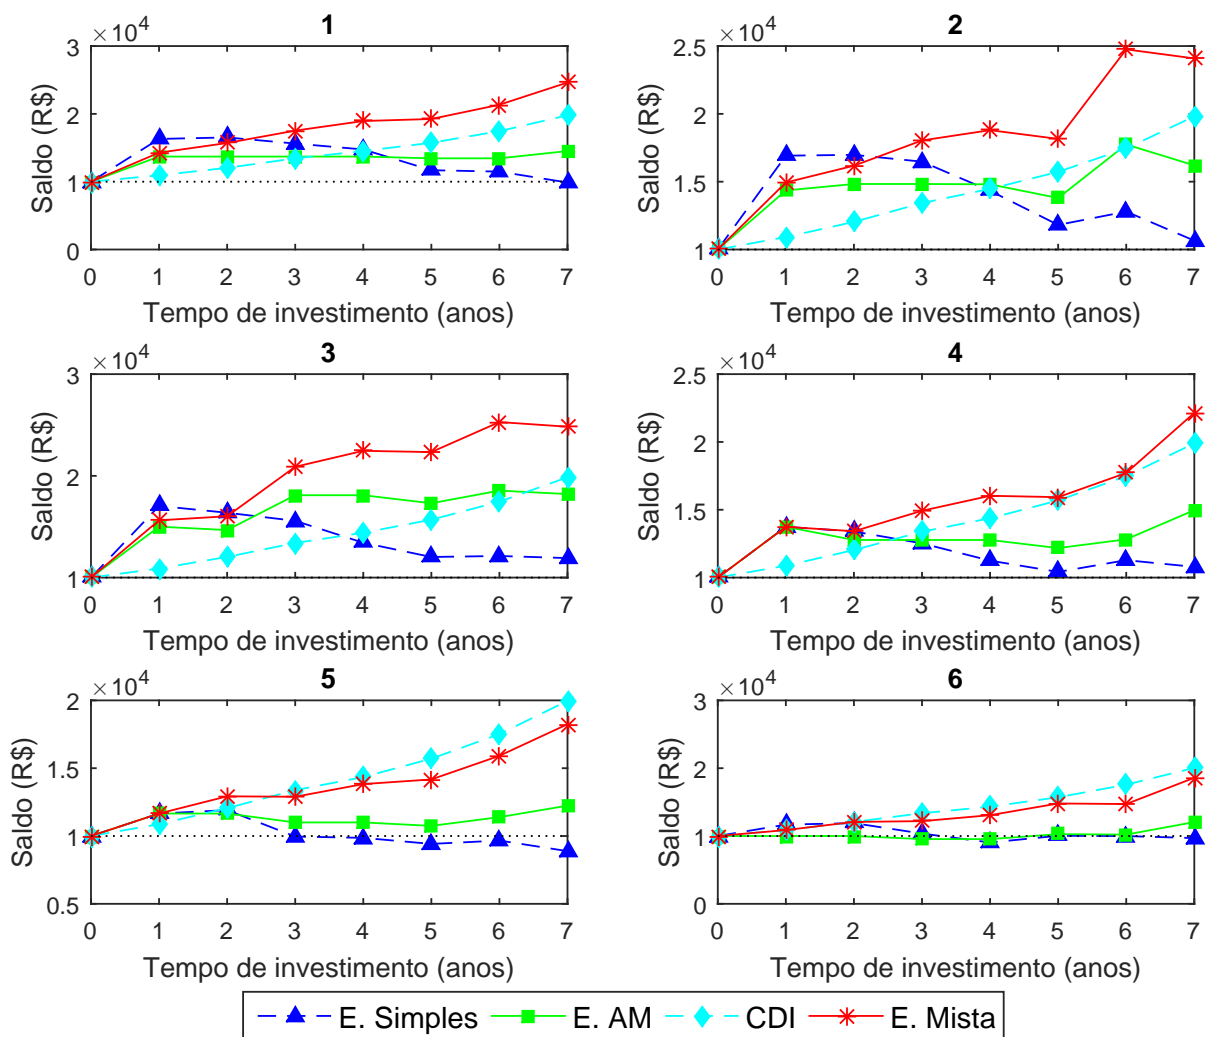 1
×10⁴
3
2
1
0
Saldo (R$)
0 1 2 3 4 5 6 7
Tempo de investimento (anos)
2
×10⁴
2.5
2
1.5
1
Saldo (R$)
0 1 2 3 4 5 6 7
Tempo de investimento (anos)
3
×10⁴
3
2
1
Saldo (R$)
0 1 2 3 4 5 6 7
Tempo de investimento (anos)
4
×10⁴
2.5
2
1.5
1
Saldo (R$)
0 1 2 3 4 5 6 7
Tempo de investimento (anos)
5
×10⁴
2
1.5
1
0.5
Saldo (R$)
0 1 2 3 4 5 6 7
Tempo de investimento (anos)
6
×10⁴
3
2
1
0
Saldo (R$)
0 1 2 3 4 5 6 7
Tempo de investimento (anos)
E. Simples E. AM CDI E. Mista